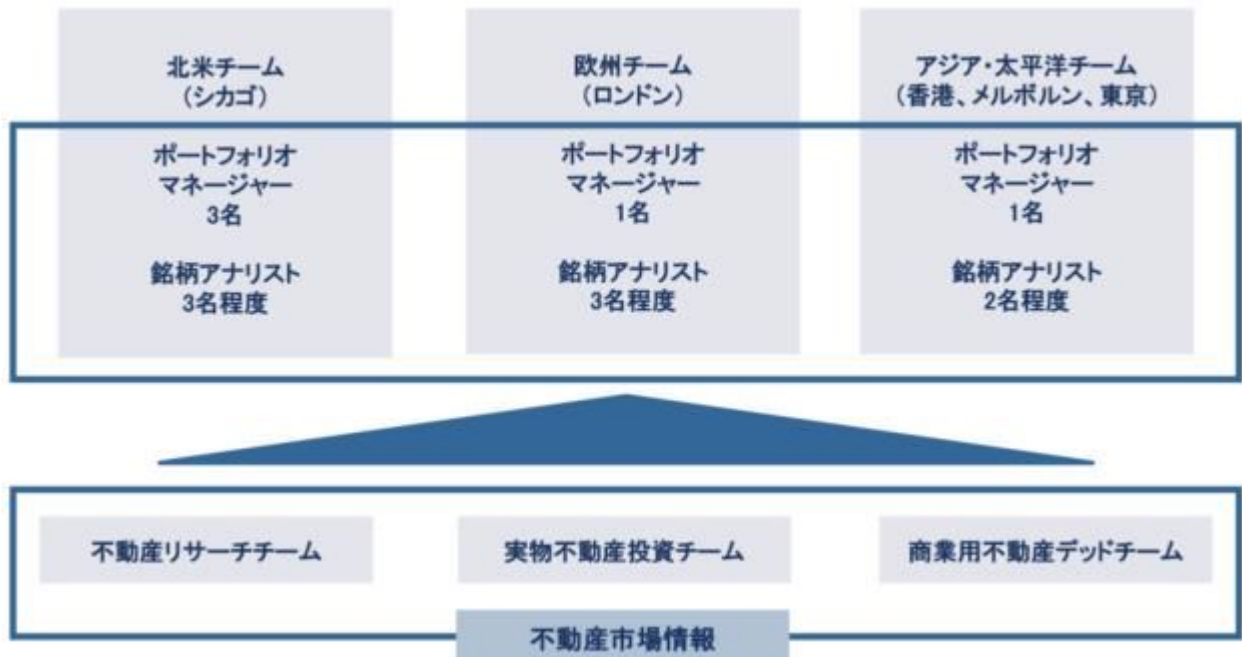 北米チーム
（シカゴ）
ポートフォリオ
マネージャー
3名
銘柄アナリスト
3名程度
欧州チーム
（ロンドン）
ポートフォリオ
マネージャー
1名
銘柄アナリスト
3名程度
アジア・太平洋チーム
（香港、メルボルン、東京）
ポートフォリオ
マネージャー
1名
銘柄アナリスト
2名程度
不動産リサーチチーム
実物不動産投資チーム
商業用不動産デッドチーム
不動産市場情報